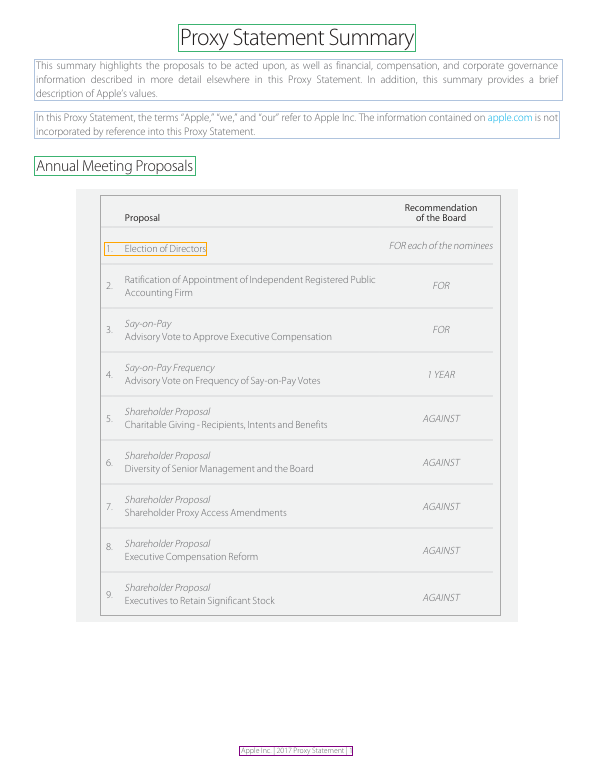 Proxy Statement Summary
This summary highlights the proposals to be acted upon, as well as financial, compensation, and corporate governance
information described in more detail elsewhere in this Proxy Statement. In addition, this summary provides a brief
description of Apple's values.
In this Proxy Statement, the terms "Apple," "we," and "our" refer to Apple Inc. The information contained on apple.com is not
incorporated by reference into this Proxy Statement.
Annual Meeting Proposals
Proposal
Recommendation
of the Board
1. Election of Directors
FOR each of the nominees
2. Ratification of Appointment of Independent Registered Public
Accounting Firm
FOR
3. Say-on-Pay
Advisory Vote to Approve Executive Compensation
FOR
4. Say-on-Pay Frequency
Advisory Vote on Frequency of Say-on-Pay Votes
1 YEAR
5. Shareholder Proposal
Charitable Giving - Recipients, Intents and Benefits
AGAINST
6. Shareholder Proposal
Diversity of Senior Management and the Board
AGAINST
7. Shareholder Proposal
Shareholder Proxy Access Amendments
AGAINST
8. Shareholder Proposal
Executive Compensation Reform
AGAINST
9. Shareholder Proposal
Executives to Retain Significant Stock
AGAINST
Apple Inc. | 2017 Proxy Statement |